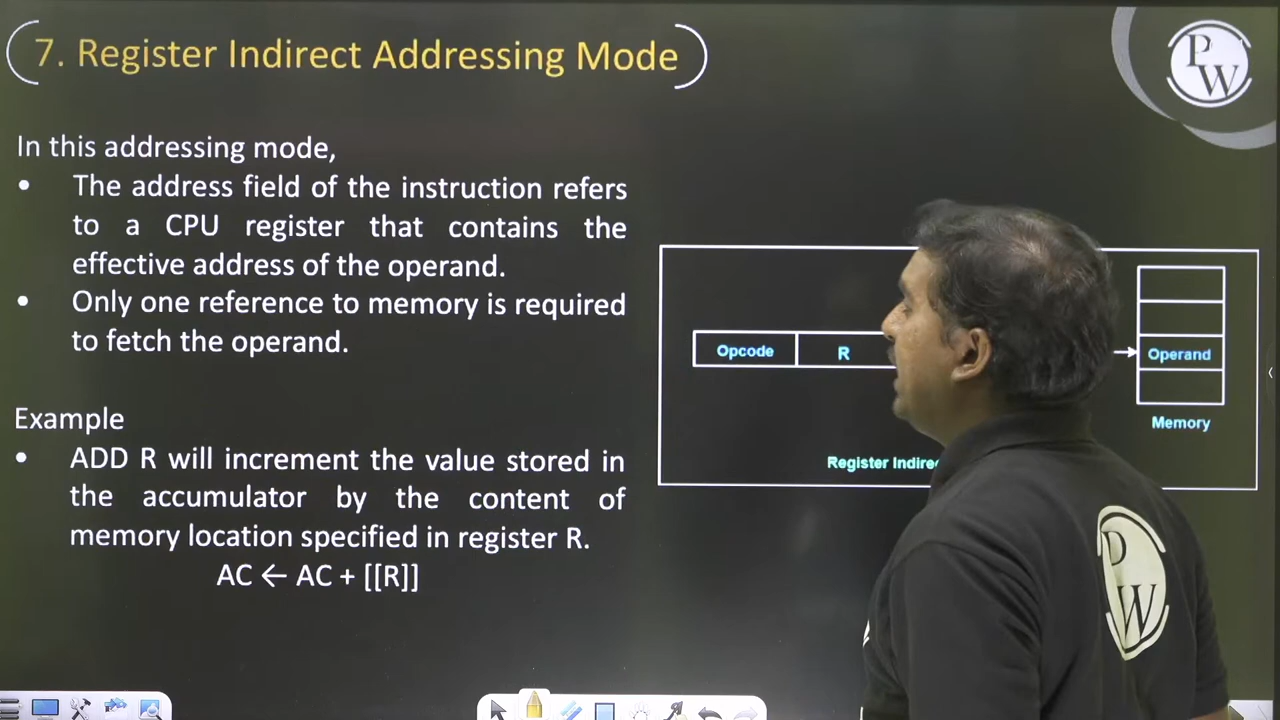 7. Register Indirect Addressing Mode
PW
In this addressing mode,
• The address field of the instruction refers
to a CPU register that contains the
effective address of the operand.
• Only one reference to memory is required
to fetch the operand.
Example
• ADD R will increment the value stored in
the accumulator by the content of
memory location specified in register R.
AC ← AC + [[R]]
Opcode R
Operand
Memory
Register
PW